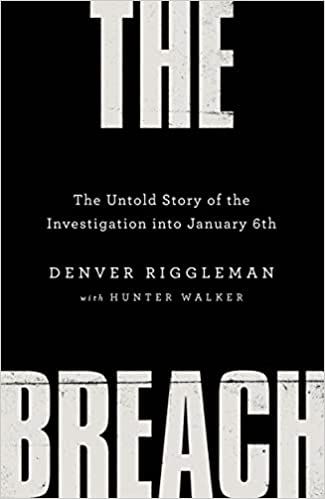 THE
The Untold Story of the
Investigation into January 6th
DENVER RIGGLEMAN
with HUNTER WALKER
BREACH